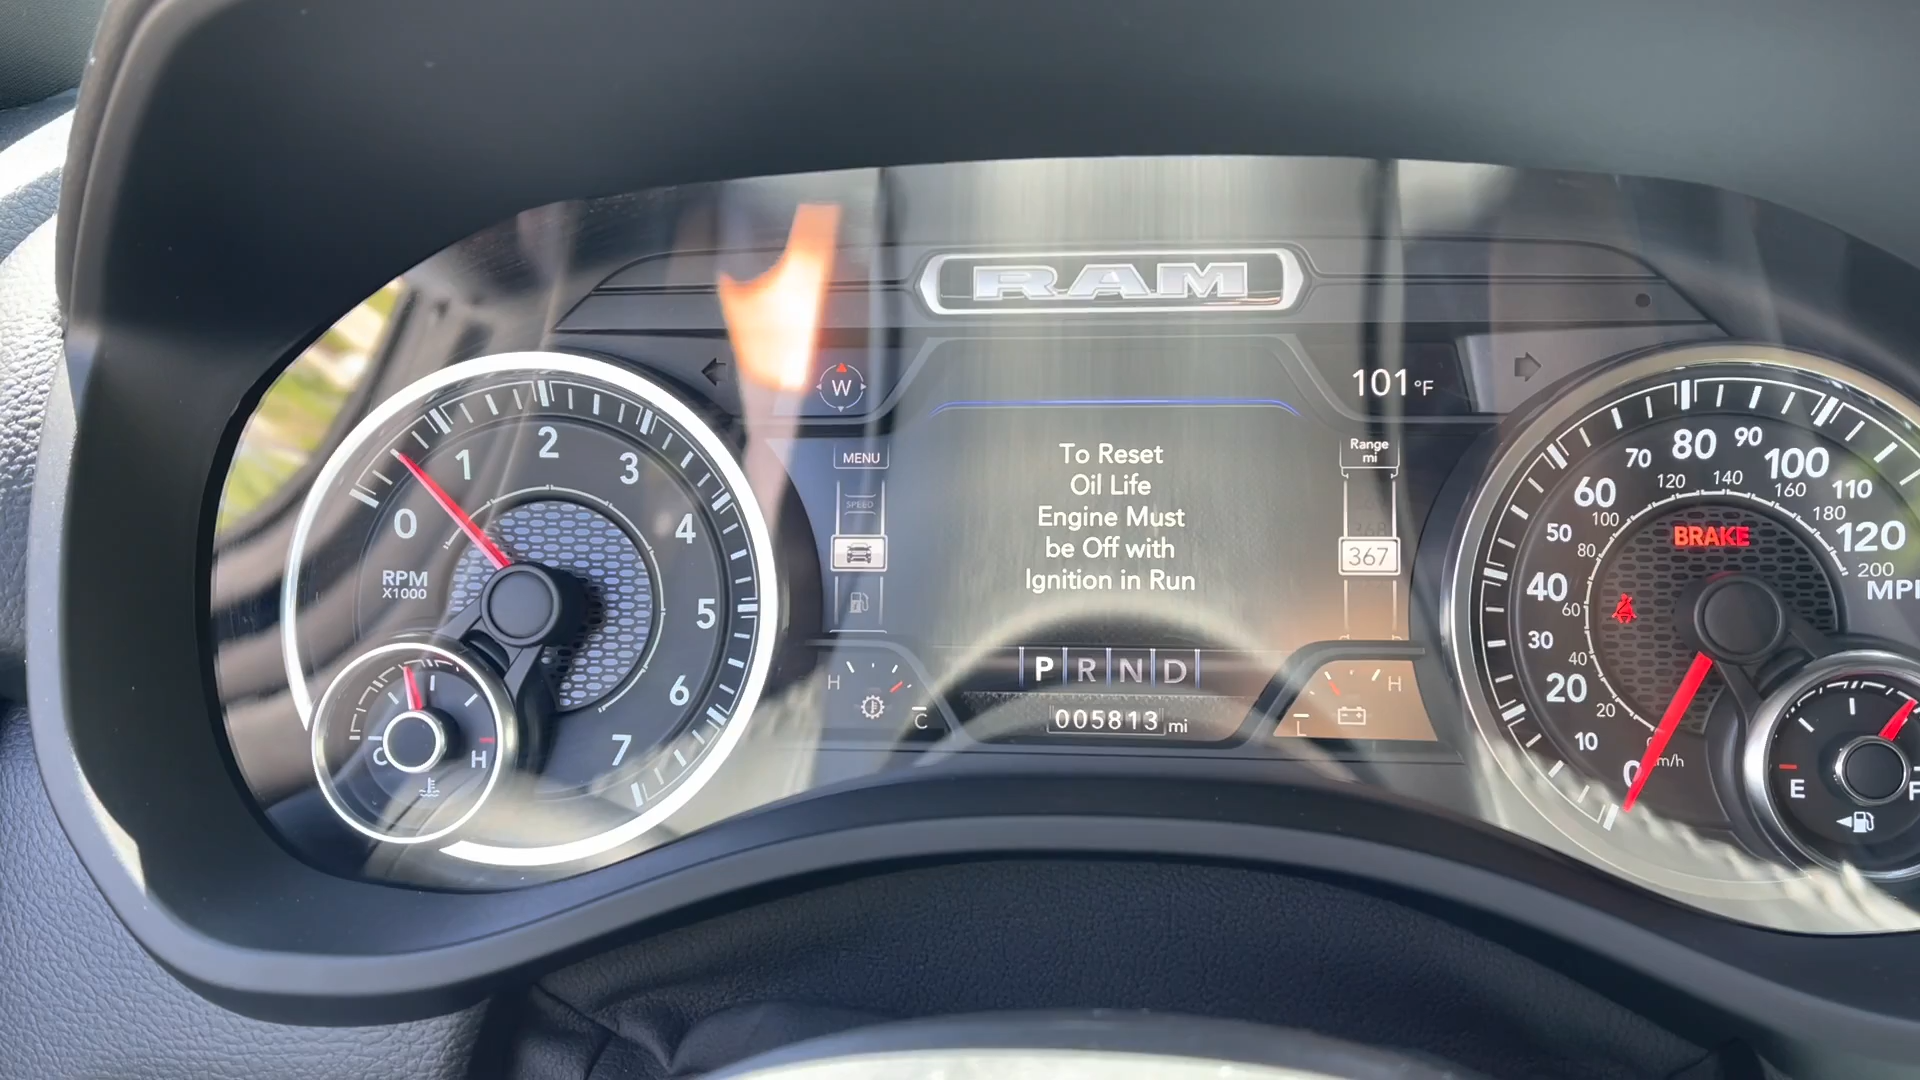 RAM
W
101 °F
MENU
SPEED
To Reset
Oil Life
Engine Must
be Off with
Ignition in Run
Range
mi
367
P R N D
005813 mi
H
C
L
H
0
1
2
3
4
5
6
7
RPM
X1000
C
H
0
10
20
30
40
50
60
70
80
90
100
110
120
MPH
20
40
60
80
100
120
140
160
180
200
km/h
BRAKE
E
F